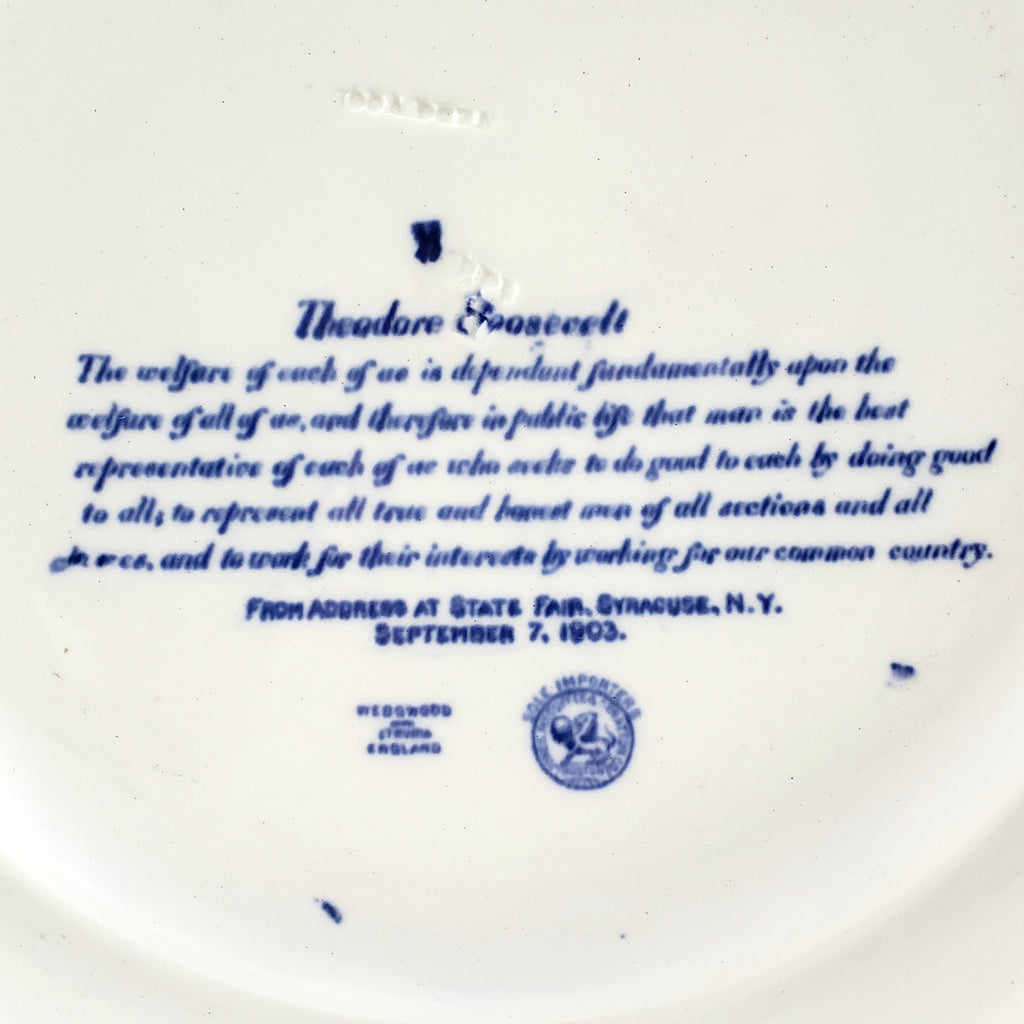 Theodore Roosevelt
The welfare of each of us is dependant fundamentally upon the
welfare of all of us, and therefore in public life that man is the best
representative of each of us who seeks to do good to each by doing good
to all; to represent all true and honest men of all sections and all
and to work for their interests by working for our common country.
FROM ADDRESS AT STATE FAIR, SYRACUSE, N.Y.
SEPTEMBER 7, 1903.
SOLE IMPORTERS
WEDGWOOD
ETRURIA
ENGLAND